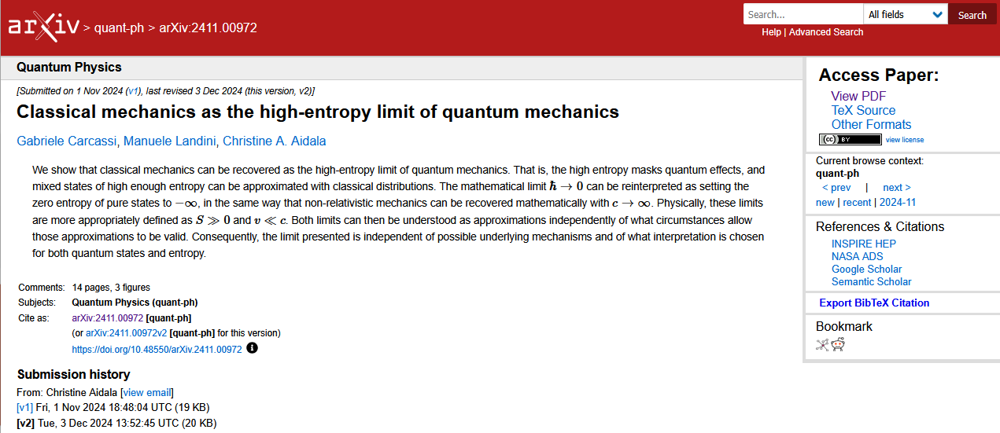 arXiv > quant-ph > arXiv:2411.00972
Search...
All fields
Search
Help | Advanced Search
Quantum Physics
[Submitted on 1 Nov 2024 (v1), last revised 3 Dec 2024 (this version, v2)]
Classical mechanics as the high-entropy limit of quantum mechanics
Gabriele Carcassi, Manuele Landini, Christine A. Aidala
We show that classical mechanics can be recovered as the high-entropy limit of quantum mechanics. That is, the high entropy masks quantum effects, and
mixed states of high enough entropy can be approximated with classical distributions. The mathematical limit ħ → 0 can be reinterpreted as setting the
zero entropy of pure states to −∞, in the same way that non-relativistic mechanics can be recovered mathematically with c → ∞. Physically, these limits
are more appropriately defined as S ≫ 0 and v ≪ c. Both limits can then be understood as approximations independently of what circumstances allow
those approximations to be valid. Consequently, the limit presented is independent of possible underlying mechanisms and of what interpretation is chosen
for both quantum states and entropy.
Comments: 14 pages, 3 figures
Subjects: Quantum Physics (quant-ph)
Cite as: arXiv:2411.00972 [quant-ph]
(or arXiv:2411.00972v2 [quant-ph] for this version)
https://doi.org/10.48550/arXiv.2411.00972
Submission history
From: Christine Aidala [view email]
[v1] Fri, 1 Nov 2024 18:48:04 UTC (19 KB)
[v2] Tue, 3 Dec 2024 13:52:45 UTC (20 KB)
Access Paper:
View PDF
TeX Source
Other Formats
(cc) BY view license
Current browse context:
quant-ph
< prev | next >
new | recent | 2024-11
References & Citations
INSPIRE HEP
NASA ADS
Google Scholar
Semantic Scholar
Export BibTeX Citation
Bookmark